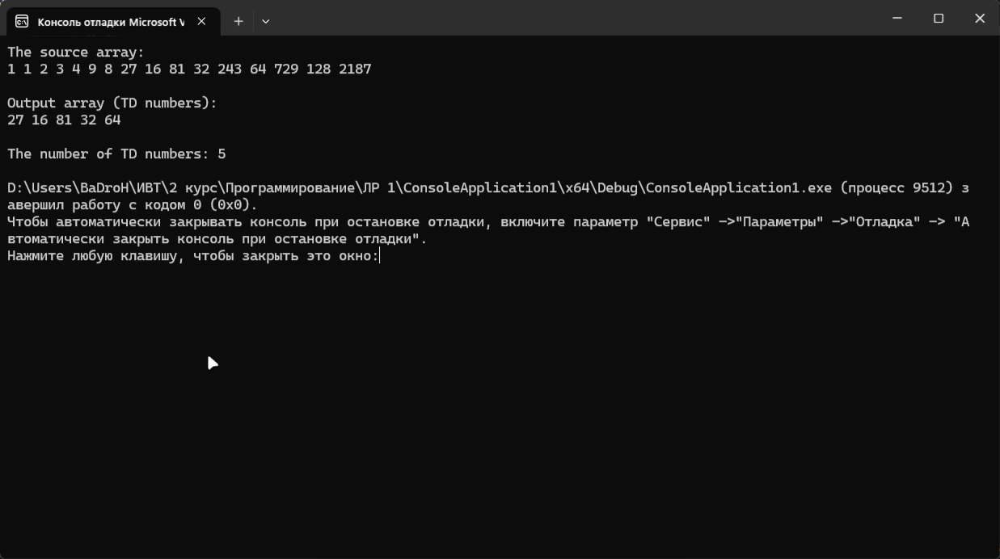 Консоль отладки Microsoft V
The source array:
1 1 2 3 4 9 8 27 16 81 32 243 64 729 128 2187
Output array (TD numbers):
27 16 81 32 64
The number of TD numbers: 5
D:\Users\BaDroH\ИВТ\2 курс\Программирование\ЛР 1\ConsoleApplication1\x64\Debug\ConsoleApplication1.exe (процесс 9512) з
авершил работу с кодом 0 (0x0).
Чтобы автоматически закрывать консоль при остановке отладки, включите параметр "Сервис" ->"Параметры" ->"Отладка" -> "А
втоматически закрыть консоль при остановке отладки".
Нажмите любую клавишу, чтобы закрыть это окно: